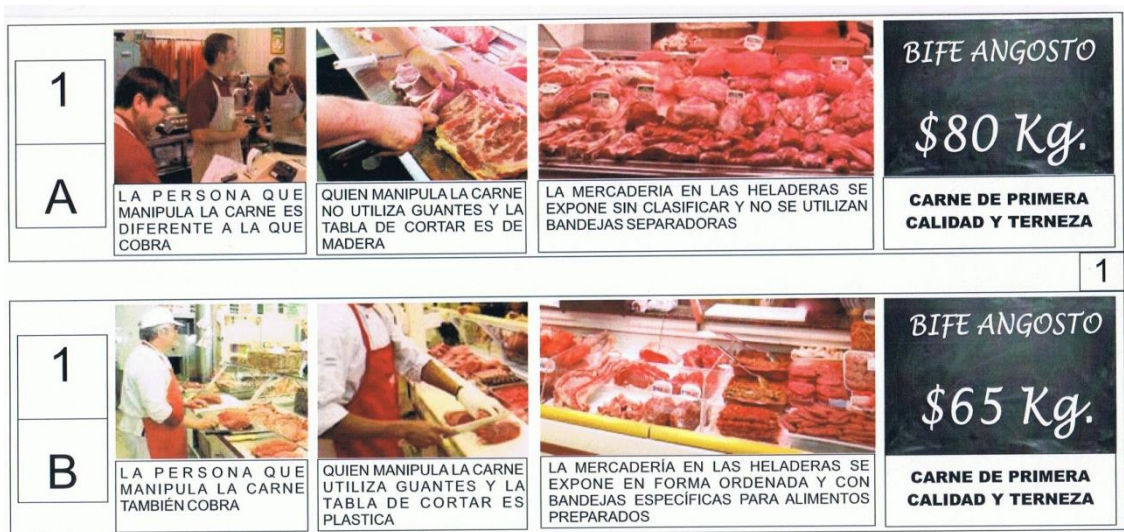 1
A
LA PERSONA QUE
MANIPULA LA CARNE ES
DIFERENTE A LA QUE
COBRA
QUIEN MANIPULA LA CARNE
NO UTILIZA GUANTES Y LA
TABLA DE CORTAR ES DE
MADERA
LA MERCADERIA EN LAS HELADERAS SE
EXPONE SIN CLASIFICAR Y NO SE UTILIZAN
BANDEJAS SEPARADORAS
BIFE ANGOSTO
$80 Kg.
CARNE DE PRIMERA
CALIDAD Y TERNEZA
1
1
B
LA PERSONA QUE
MANIPULA LA CARNE
TAMBIÉN COBRA
QUIEN MANIPULA LA CARNE
UTILIZA GUANTES Y LA
TABLA DE CORTAR ES
PLASTICA
LA MERCADERÍA EN LAS HELADERAS SE
EXPONE EN FORMA ORDENADA Y CON
BANDEJAS ESPECÍFICAS PARA ALIMENTOS
PREPARADOS
BIFE ANGOSTO
$65 Kg.
CARNE DE PRIMERA
CALIDAD Y TERNEZA